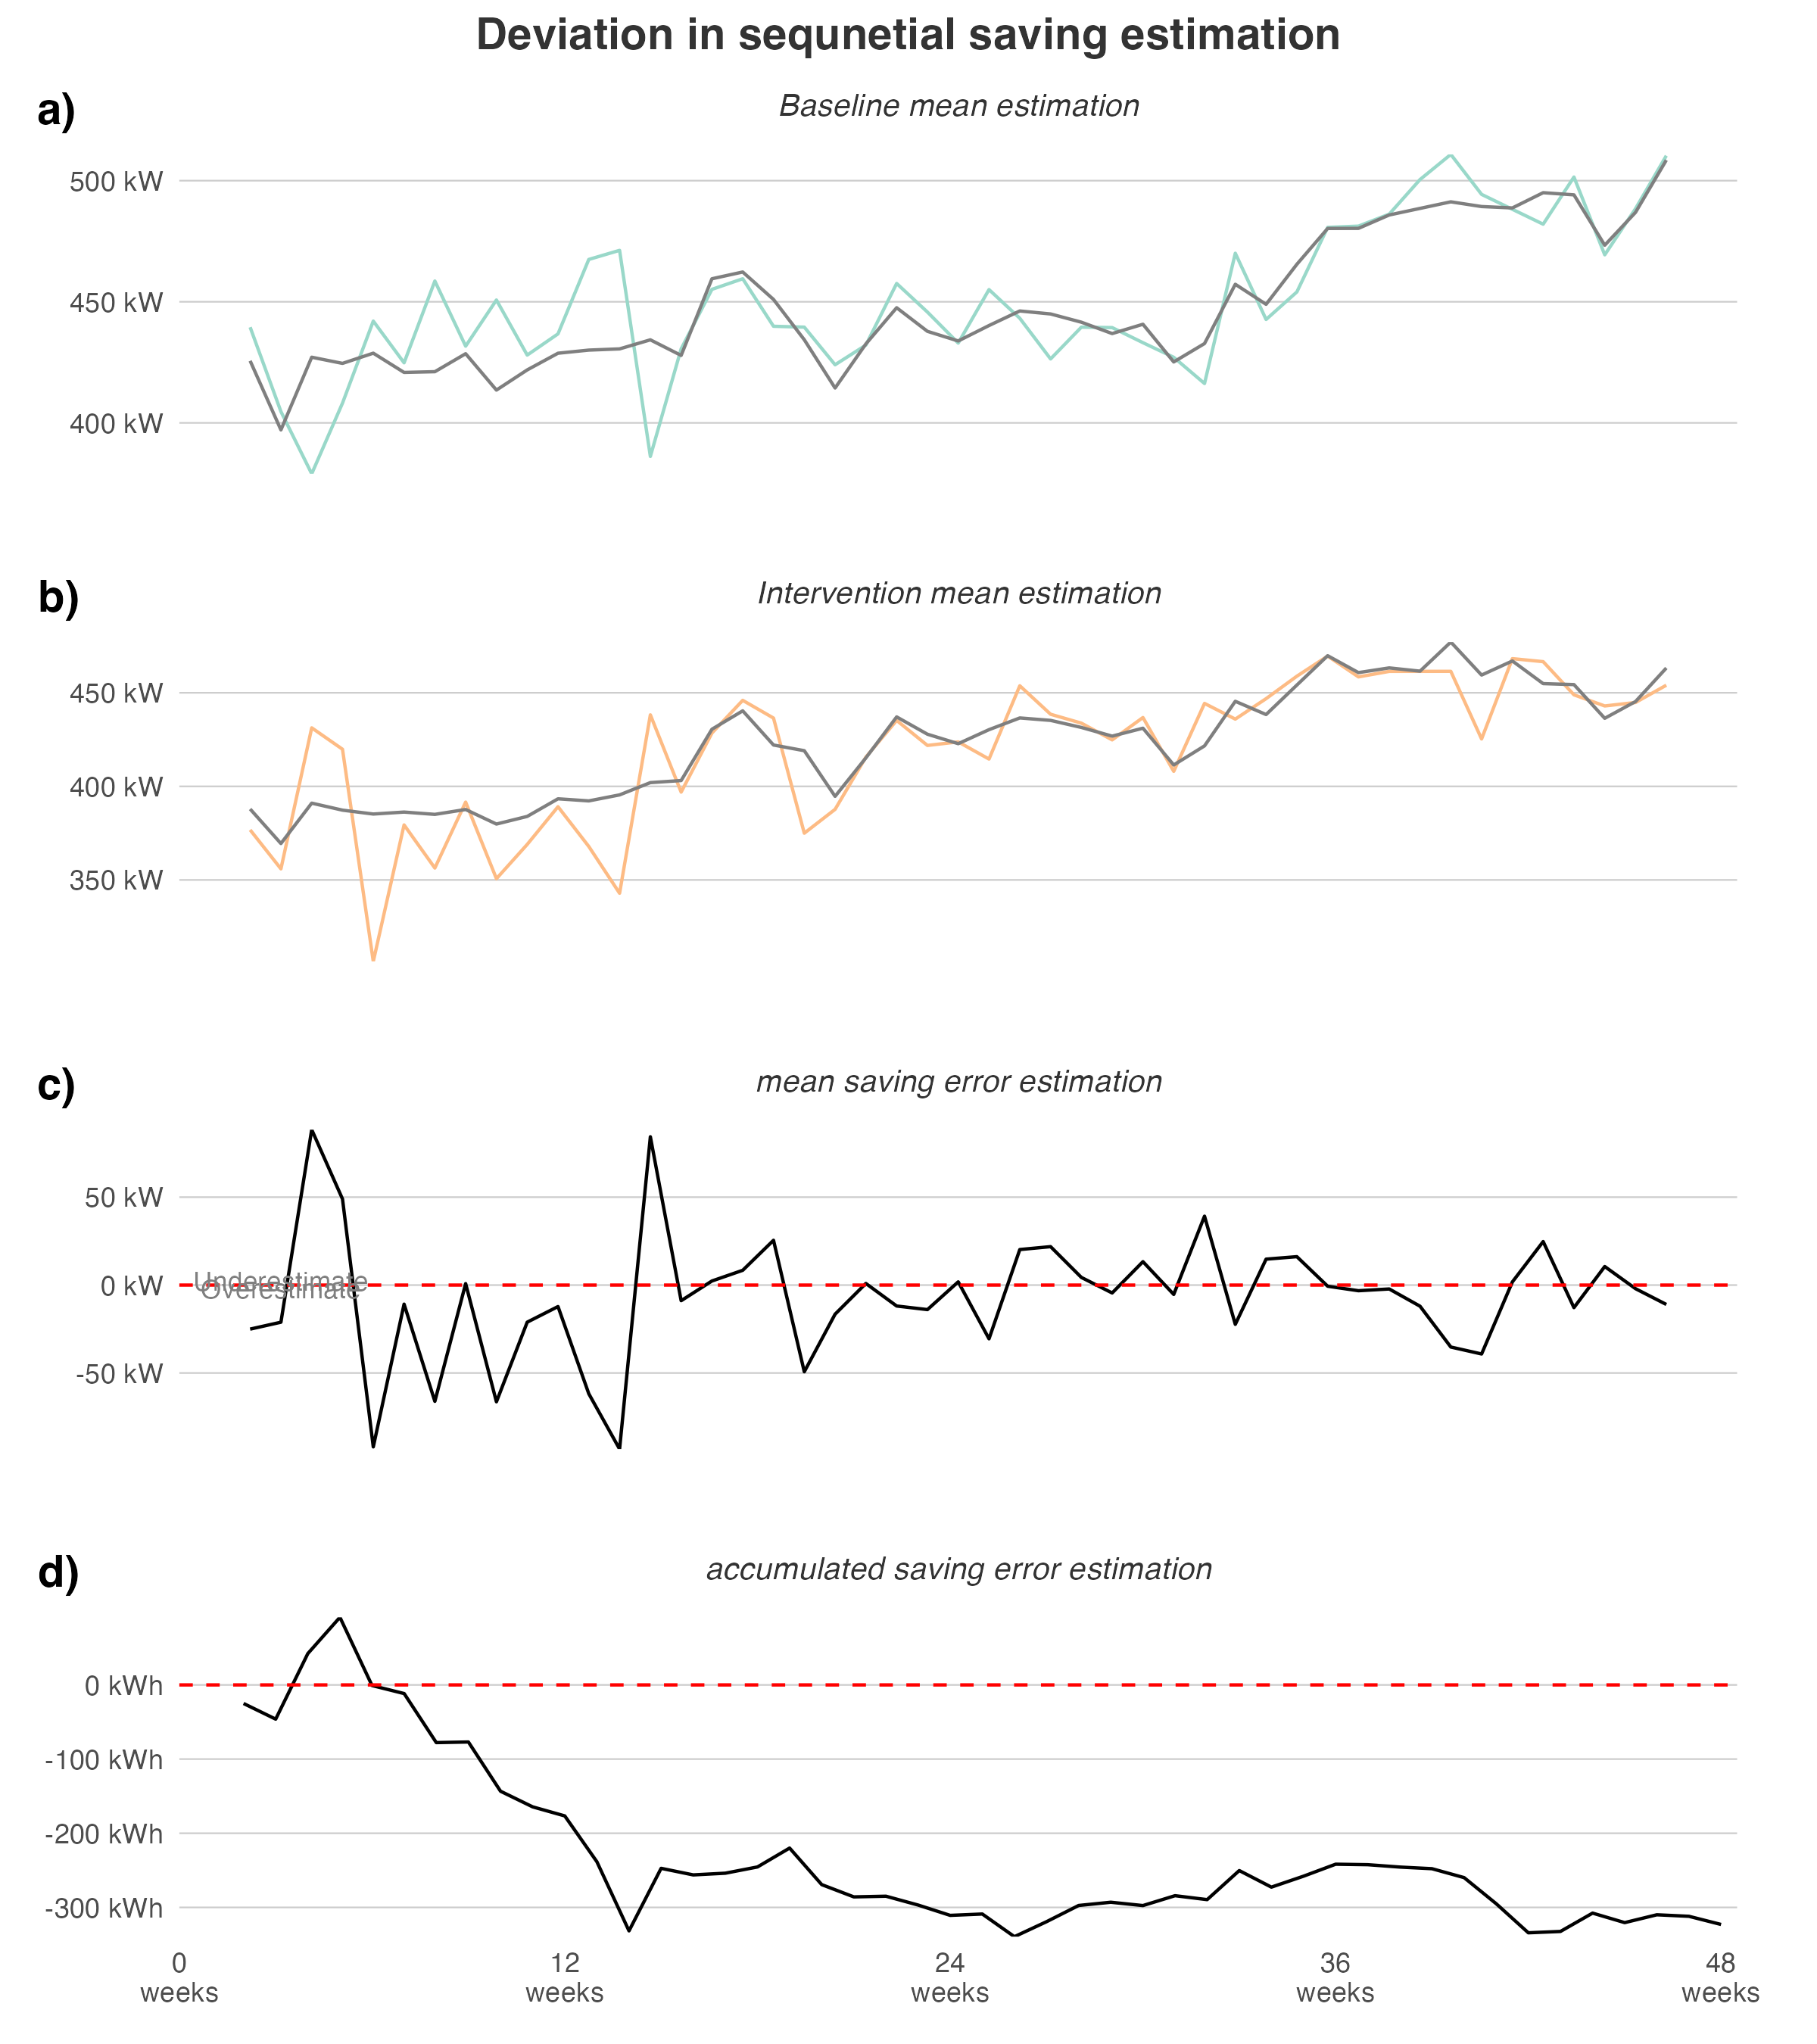 Deviation in sequnetial saving estimation
a)
Baseline mean estimation
500 kW
450 kW
400 kW
b)
Intervention mean estimation
450 kW
400 kW
350 kW
c)
mean saving error estimation
50 kW
0 kW
-50 kW
Underestimate
Overestimate
d)
accumulated saving error estimation
0 kWh
-100 kWh
-200 kWh
-300 kWh
0 12 24 36 48
weeks weeks weeks weeks weeks